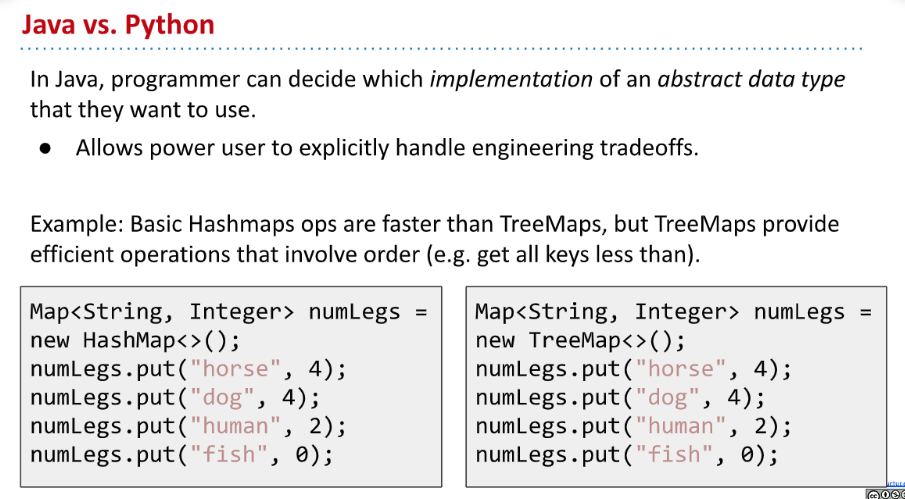 Java vs. Python
In Java, programmer can decide which implementation of an abstract data type
that they want to use.
● Allows power user to explicitly handle engineering tradeoffs.
Example: Basic Hashmaps ops are faster than TreeMaps, but TreeMaps provide
efficient operations that involve order (e.g. get all keys less than).
Map<String, Integer> numLegs =
new HashMap<>();
numLegs.put("horse", 4);
numLegs.put("dog", 4);
numLegs.put("human", 2);
numLegs.put("fish", 0);
Map<String, Integer> numLegs =
new TreeMap<>();
numLegs.put("horse", 4);
numLegs.put("dog", 4);
numLegs.put("human", 2);
numLegs.put("fish", 0);